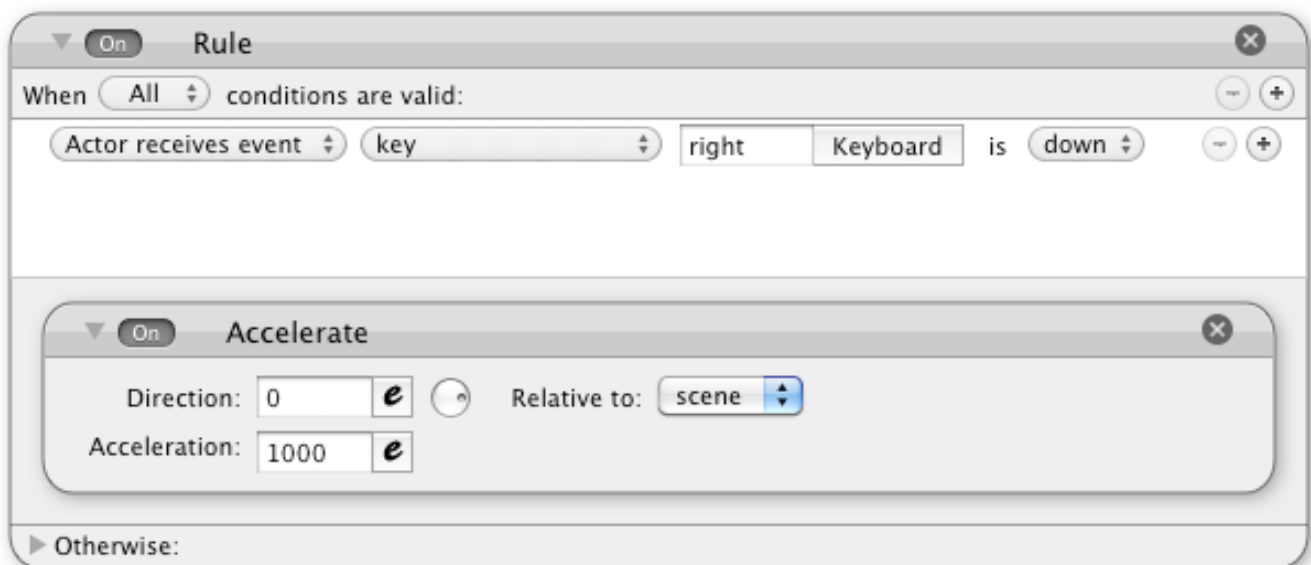 On Rule
When All conditions are valid:
Actor receives event key right Keyboard is down
On Accelerate
Direction: 0 e Relative to: scene
Acceleration: 1000 e
Otherwise: